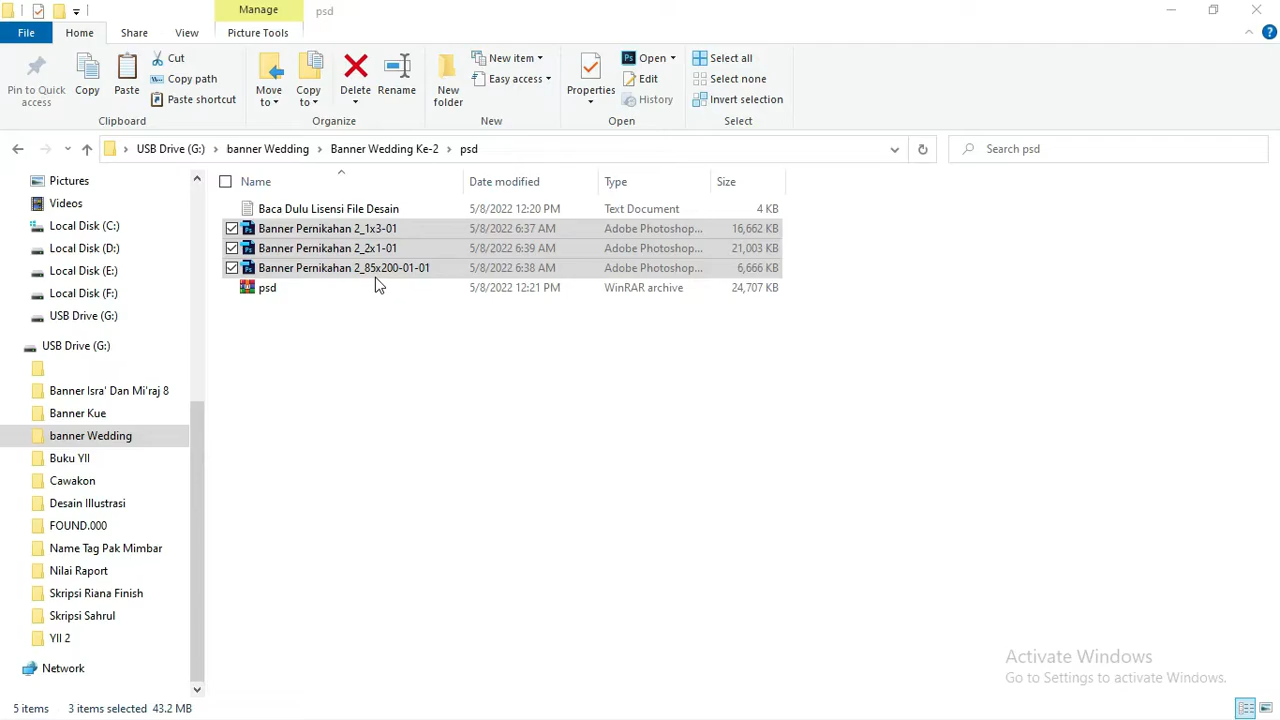 Manage
psd
File
Home
Share
View
Picture Tools
Pin to Quick access
Copy
Paste
Cut
Copy path
Paste shortcut
Clipboard
Move to
Copy to
Delete
Rename
Organize
New folder
New item
Easy access
New
Properties
Open
Edit
History
Open
Select all
Select none
Invert selection
Select
USB Drive (G:)
banner Wedding
Banner Wedding Ke-2
psd
Search psd
Pictures
Videos
Local Disk (C:)
Local Disk (D:)
Local Disk (E:)
Local Disk (F:)
USB Drive (G:)
USB Drive (G:)
Banner Isra' Dan Mi'raj 8
Banner Kue
banner Wedding
Buku YII
Cawakon
Desain Illustrasi
FOUND.000
Name Tag Pak Mimbar
Nilai Raport
Skripsi Riana Finish
Skripsi Sahrul
YII 2
Network
Name Date modified Type Size
Baca Dulu Lisensi File Desain 5/8/2022 12:20 PM Text Document 4 KB
Banner Pernikahan 2_1x3-01 5/8/2022 6:37 AM Adobe Photoshop... 16,662 KB
Banner Pernikahan 2_2x1-01 5/8/2022 6:39 AM Adobe Photoshop... 21,003 KB
Banner Pernikahan 2_85x200-01-01 5/8/2022 6:38 AM Adobe Photoshop... 6,666 KB
psd 5/8/2022 12:21 PM WinRAR archive 24,707 KB
Activate Windows
Go to Settings to activate Windows.
5 items 3 items selected 43.2 MB